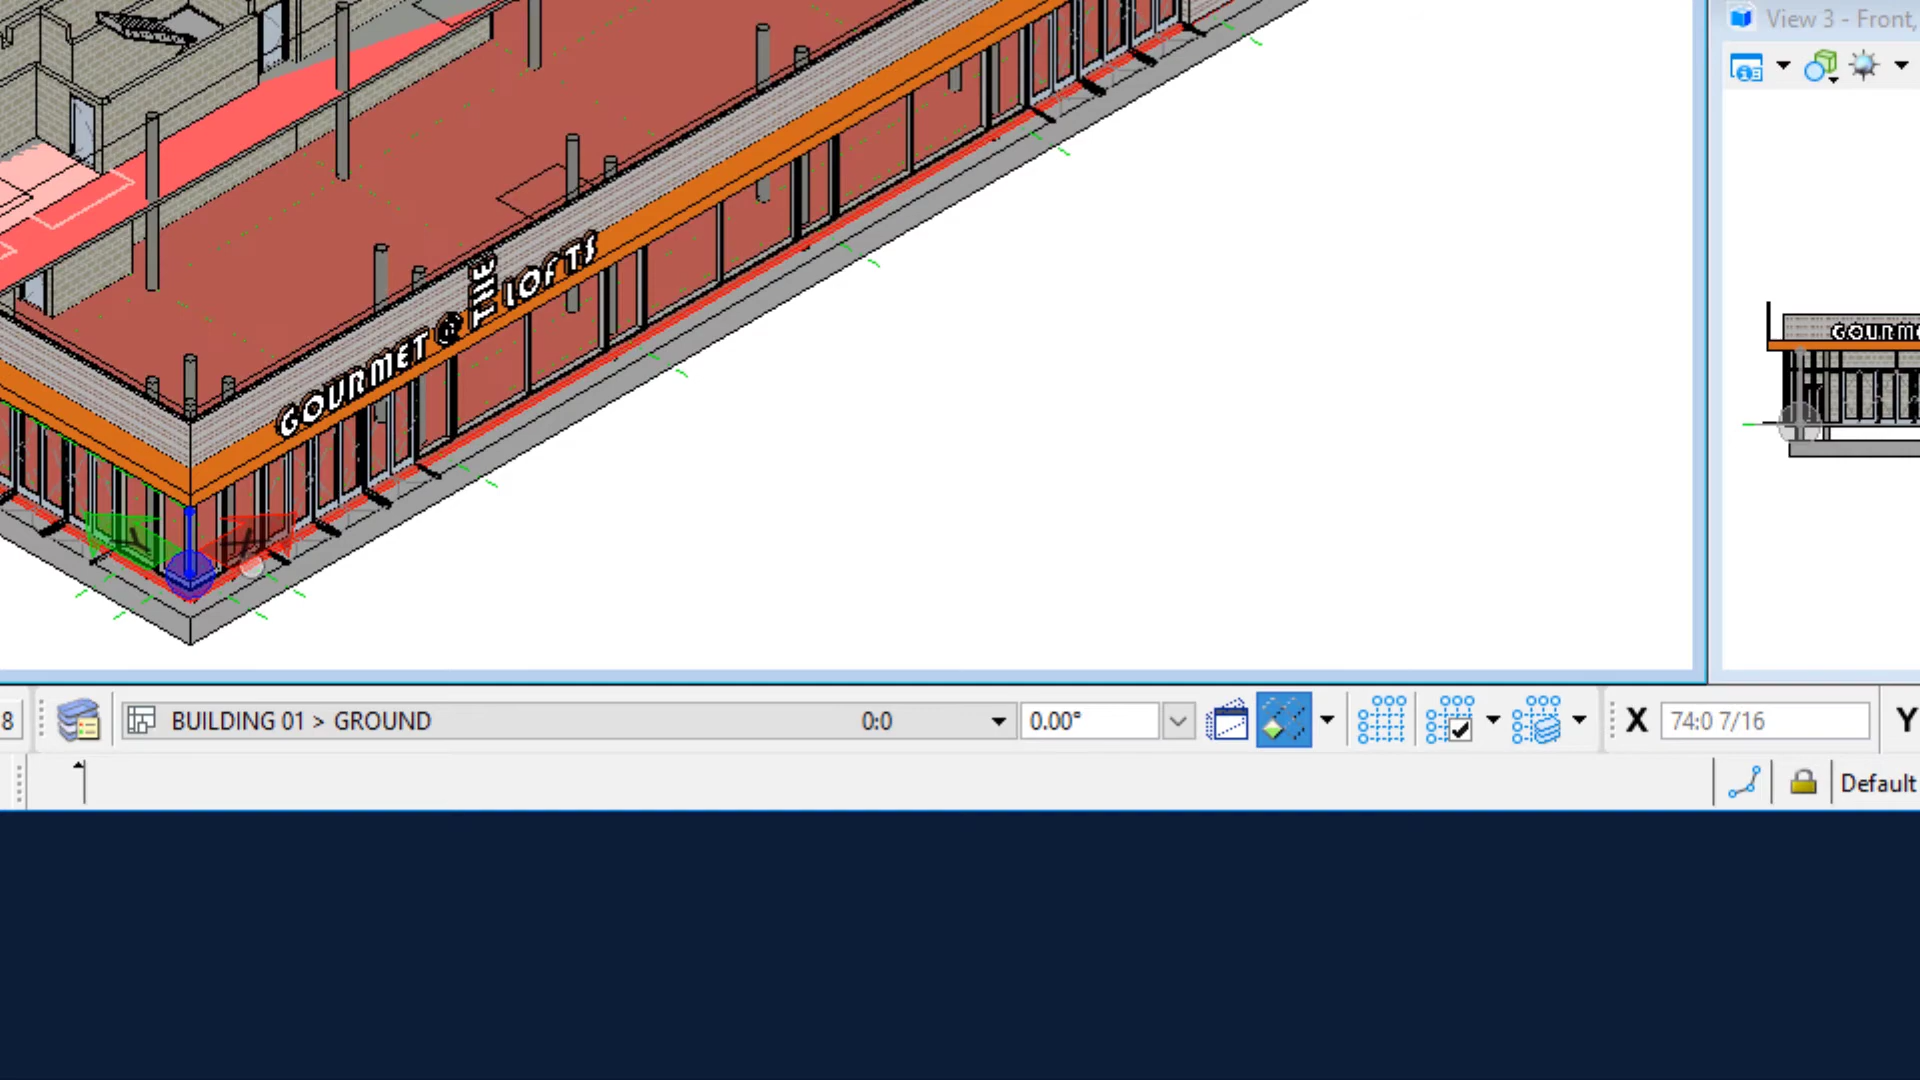 View 3 - Front,
GOURMET @ THE LOFTS
GOURM
8
BUILDING 01 > GROUND 0:0
0.00°
X 74:0 7/16
Y
Default